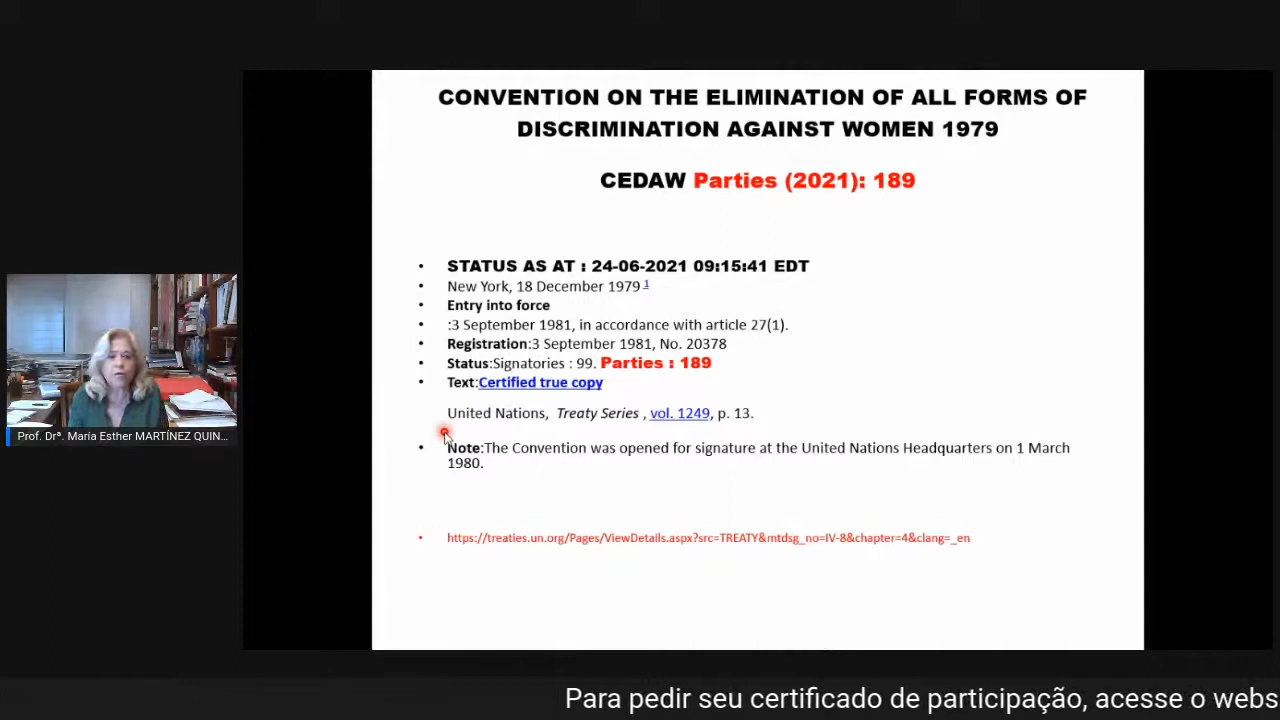 CONVENTION ON THE ELIMINATION OF ALL FORMS OF
DISCRIMINATION AGAINST WOMEN 1979
CEDAW Parties (2021): 189
• STATUS AS AT : 24-06-2021 09:15:41 EDT
• New York, 18 December 1979 1
• Entry into force
• :3 September 1981, in accordance with article 27(1).
• Registration:3 September 1981, No. 20378
• Status:Signatories : 99. Parties : 189
• Text:Certified true copy
United Nations, Treaty Series , vol. 1249, p. 13.
• Note:The Convention was opened for signature at the United Nations Headquarters on 1 March
1980.
• https://treaties.un.org/Pages/ViewDetails.aspx?src=TREATY&mtdsg_no=IV-8&chapter=4&clang=_en
Prof. Drª. María Esther MARTÍNEZ QUIN...
Para pedir seu certificado de participação, acesse o webs